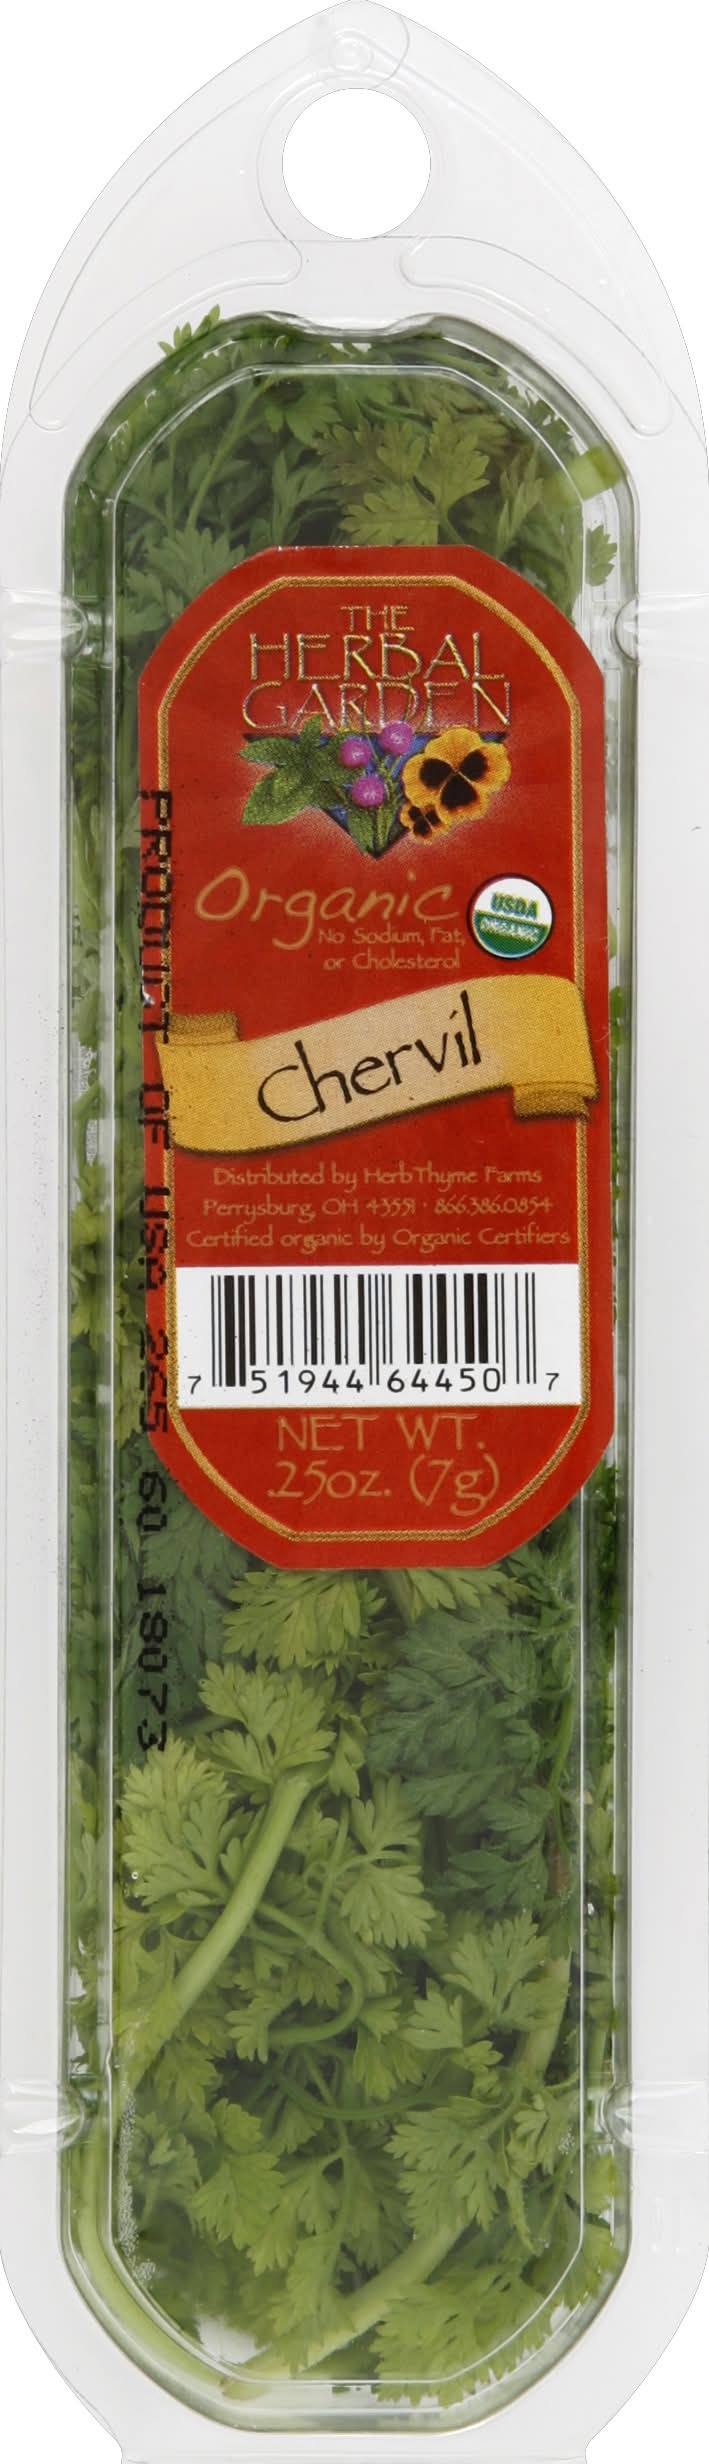 THE
HERBAL
GARDEN
Organic
USDA
ORGANIC
No Sodium, Fat,
or Cholesterol
Chervil
Distributed by HerbThyme Farms
Perrysburg, OH 43551 · 866.386.0854
Certified organic by Organic Certifiers
7 51944 64450 7
NET WT.
.25oz. (7g)
PRODUCT OF USA 265 60 18073